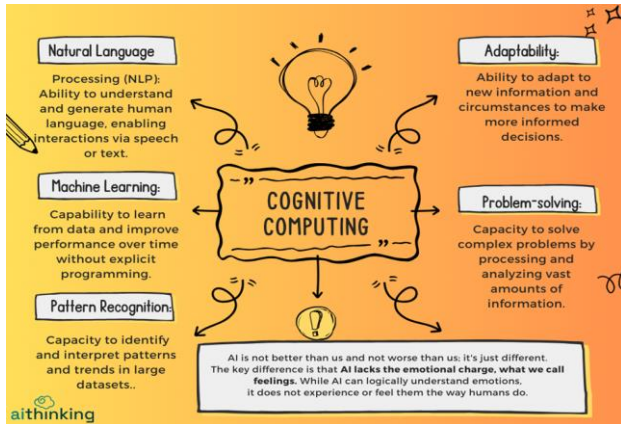 Natural Language
Processing (NLP):
Ability to understand
and generate human
language, enabling
interactions via speech
or text.
Machine Learning:
Capability to learn
from data and improve
performance over time
without explicit
programming.
Pattern Recognition:
Capacity to identify
and interpret patterns
and trends in large
datasets..
aithinking
COGNITIVE
COMPUTING
Adaptability:
Ability to adapt to
new information and
circumstances to make
more informed
decisions.
Problem-solving:
Capacity to solve
complex problems by
processing and
analyzing vast
amounts of
information.
AI is not better than us and not worse than us; it's just different.
The key difference is that AI lacks the emotional charge, what we call
feelings. While AI can logically understand emotions,
it does not experience or feel them the way humans do.